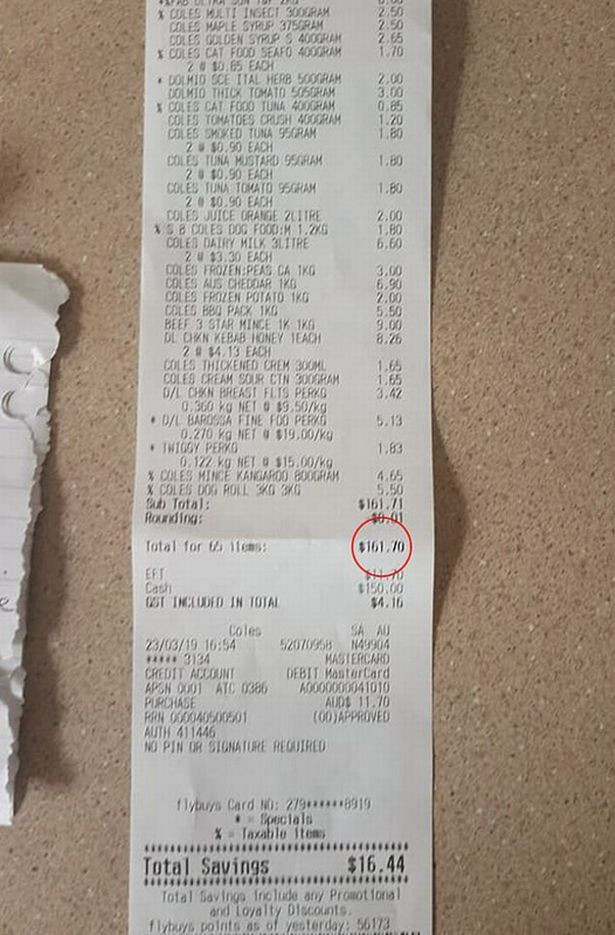 % COLES MULTI INSECT 300GRAM 2.50
COLES MAPLE SYRUP 375GRAM 2.50
COLES GOLDEN SYRUP S 400GRAM 2.65
% COLES CAT FOOD SEAFO 400GRAM 1.70
2 @ $0.85 EACH
* DOLMIO SCE ITAL HERB 500GRAM 2.00
DOLMIO THICK TOMATO 505GRAM 3.00
% COLES CAT FOOD TUNA 400GRAM 0.85
COLES TOMATOES CRUSH 400GRAM 1.20
COLES SMOKED TUNA 95GRAM 1.80
2 @ $0.90 EACH
COLES TUNA MUSTARD 95GRAM 1.80
2 @ $0.90 EACH
COLES TUNA TOMATO 95GRAM 1.80
2 @ $0.90 EACH
COLES JUICE ORANGE 2LITRE 2.00
% S B COLES DOG FOOD:M 1.2KG 1.80
COLES DAIRY MILK 3LITRE 6.60
2 @ $3.30 EACH
COLES FROZEN:PEAS CA 1KG 3.00
COLES AUS CHEDDAR 1KG 6.90
COLES FROZEN POTATO 1KG 2.00
COLES BBQ PACK 1KG 5.50
BEEF 3 STAR MINCE 1K 1KG 9.00
DL CHKN KEBAB HONEY 1EACH 8.26
2 @ $4.13 EACH
COLES THICKENED CREM 300ML 1.65
COLES CREAM SOUR CTN 300GRAM 1.65
D/L CHKN BREAST FLTS PERKG 3.42
0.360 kg NET @ $9.50/kg
* D/L BAROSSA FINE FOO PERKG 5.13
0.270 kg NET @ $19.00/kg
* TWIGGY PERKG 1.83
0.122 kg NET @ $15.00/kg
% COLES MINCE KANGAROO 800GRAM 4.65
% COLES DOG ROLL 3KG 3KG 5.50
Sub Total: $161.71
Rounding: $0.01
Total for 65 items: $161.70
EFT $11.70
Cash $150.00
GST INCLUDED IN TOTAL $4.16
Coles SA AU
23/03/19 16:54 52070958 N49904
***** 3134 MASTERCARD
CREDIT ACCOUNT DEBIT MasterCard
APSN 0001 ATC 0386 A0000000041010
PURCHASE AUD$ 11.70
RRN 000040500501 (00)APPROVED
AUTH 411446
NO PIN OR SIGNATURE REQUIRED
flybuys Card NO: 279******8919
* = Specials
% = Taxable Items
Total Savings $16.44
Total Savings include any Promotional
and Loyalty Discounts.
flybuys points as of yesterday: 56173